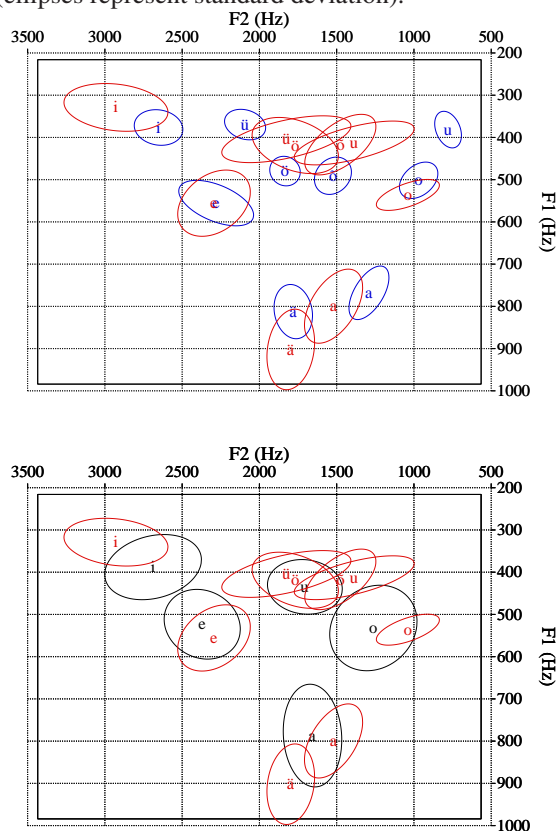 (ellipses represent standard deviation).
F2 (Hz)
3500 3000 2500 2000 1500 1000 500
200
300
i
i ü u
ü ö ö u 400
ö ö o 500
e e o
F1 (Hz)
600
700
a
ä a 800
ä 900
1000
F2 (Hz)
3500 3000 2500 2000 1500 1000 500
200
300
i
i ü ö ö u 400
u
500
e o o
e
F1 (Hz)
600
700
a a 800
ä 900
1000